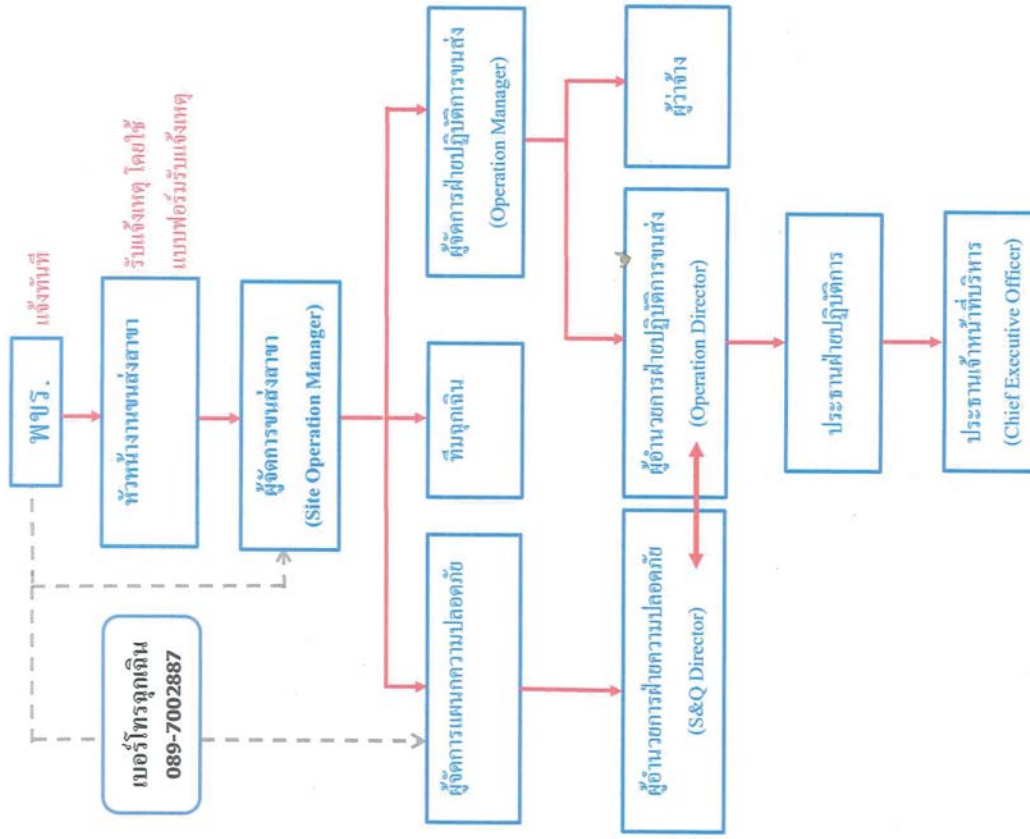 พขร.
แจ้งทันที
หัวหน้างานขนส่งสาขา
รับแจ้งเหตุ โดยใช้
แบบฟอร์มรับแจ้งเหตุ
เบอร์โทรฉุกเฉิน
089-7002887
ผู้จัดการขนส่งสาขา
(Site Operation Manager)
ผู้จัดการแผนกความปลอดภัย
ทีมฉุกเฉิน
ผู้จัดการฝ่ายปฏิบัติการขนส่ง
(Operation Manager)
ผู้อำนวยการฝ่ายความปลอดภัย
(S&Q Director)
ผู้อำนวยการฝ่ายปฏิบัติการขนส่ง
(Operation Director)
ผู้ว่าจ้าง
ประธานฝ่ายปฏิบัติการ
ประธานเจ้าหน้าที่บริหาร
(Chief Executive Officer)